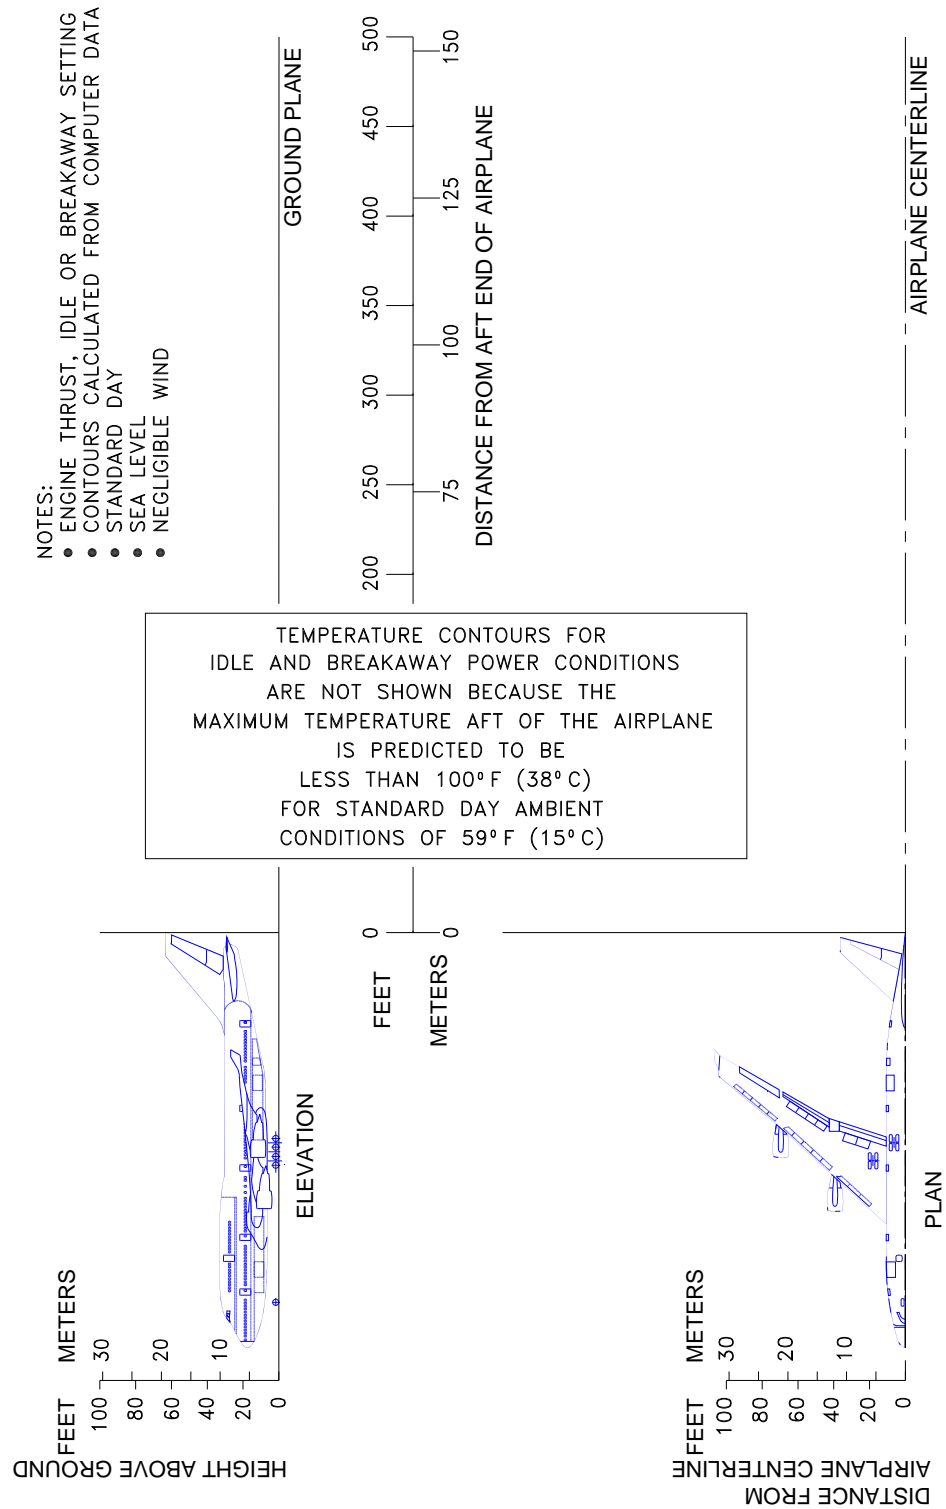 NOTES:
● ENGINE THRUST, IDLE OR BREAKAWAY SETTING
● CONTOURS CALCULATED FROM COMPUTER DATA
● STANDARD DAY
● SEA LEVEL
● NEGLIGIBLE WIND
HEIGHT ABOVE GROUND
FEET
METERS
100
80
60
40
20
0
30
20
10
ELEVATION
GROUND PLANE
TEMPERATURE CONTOURS FOR
IDLE AND BREAKAWAY POWER CONDITIONS
ARE NOT SHOWN BECAUSE THE
MAXIMUM TEMPERATURE AFT OF THE AIRPLANE
IS PREDICTED TO BE
LESS THAN 100°F (38°C)
FOR STANDARD DAY AMBIENT
CONDITIONS OF 59°F (15°C)
FEET
0 200 250 300 350 400 450 500
METERS
0 75 100 125 150
DISTANCE FROM AFT END OF AIRPLANE
DISTANCE FROM
AIRPLANE CENTERLINE
FEET
METERS
100
80
60
40
20
0
30
20
10
PLAN
AIRPLANE CENTERLINE